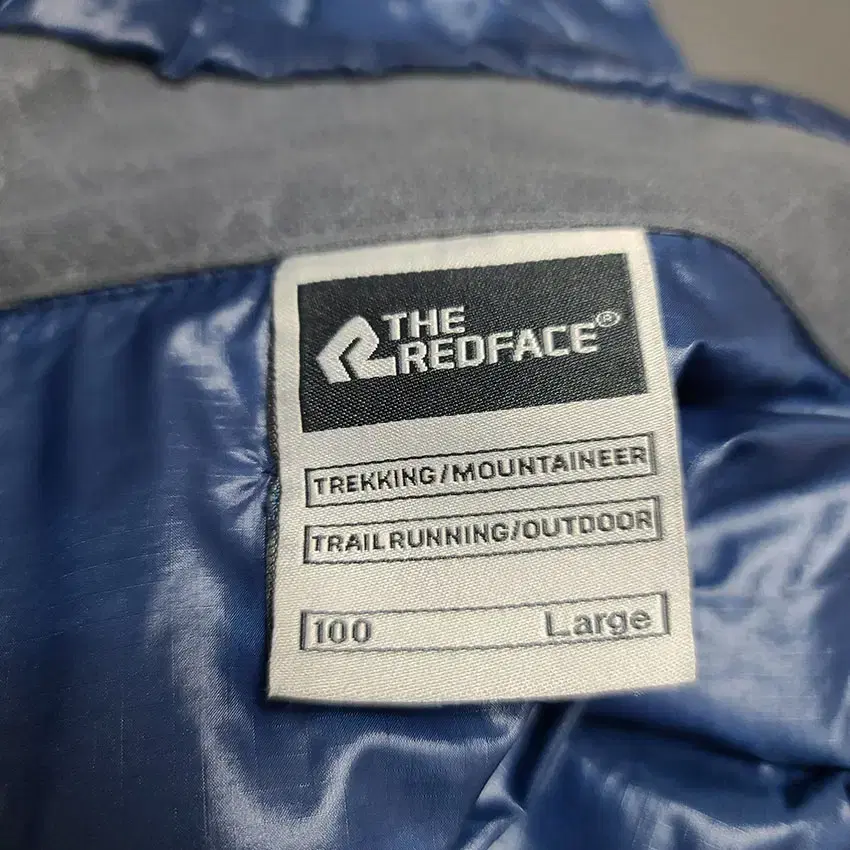 THE
REDFACE®
TREKKING/MOUNTAINEER
TRAIL RUNNING/OUTDOOR
100 Large